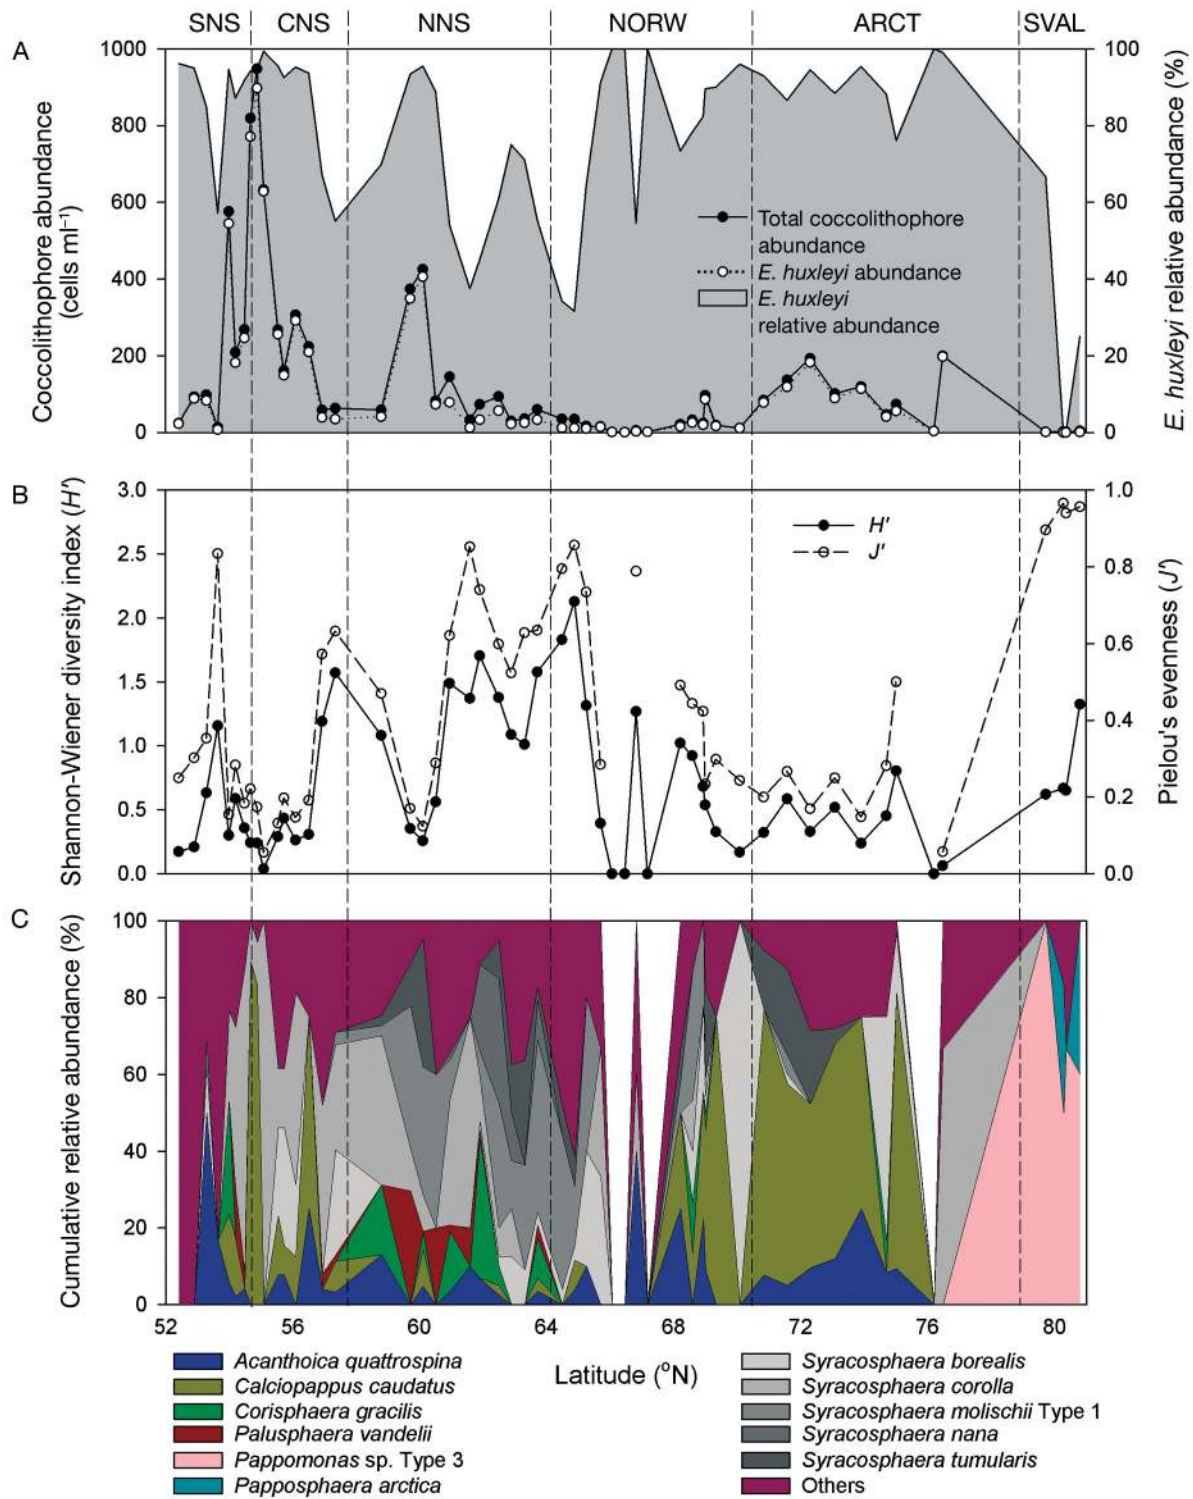 SNS CNS NNS NORW ARCT SVAL
A
1000 800 600 400 200 0
Coccolithophore abundance
(cells ml⁻¹)
100 80 60 40 20 0
E. huxleyi relative abundance (%)
Total coccolithophore
abundance
E. huxleyi abundance
E. huxleyi
relative abundance
B
3.0 2.5 2.0 1.5 1.0 0.5 0.0
Shannon-Wiener diversity index (H')
1.0 0.8 0.6 0.4 0.2 0.0
Pielou's evenness (J')
H'
J'
C
100 80 60 40 20 0
Cumulative relative abundance (%)
52 56 60 64 68 72 76 80
Latitude (°N)
Acanthoica quattrospina
Calciopappus caudatus
Corisphaera gracilis
Palusphaera vandelii
Pappomonas sp. Type 3
Papposphaera arctica
Syracosphaera borealis
Syracosphaera corolla
Syracosphaera molischii Type 1
Syracosphaera nana
Syracosphaera tumularis
Others